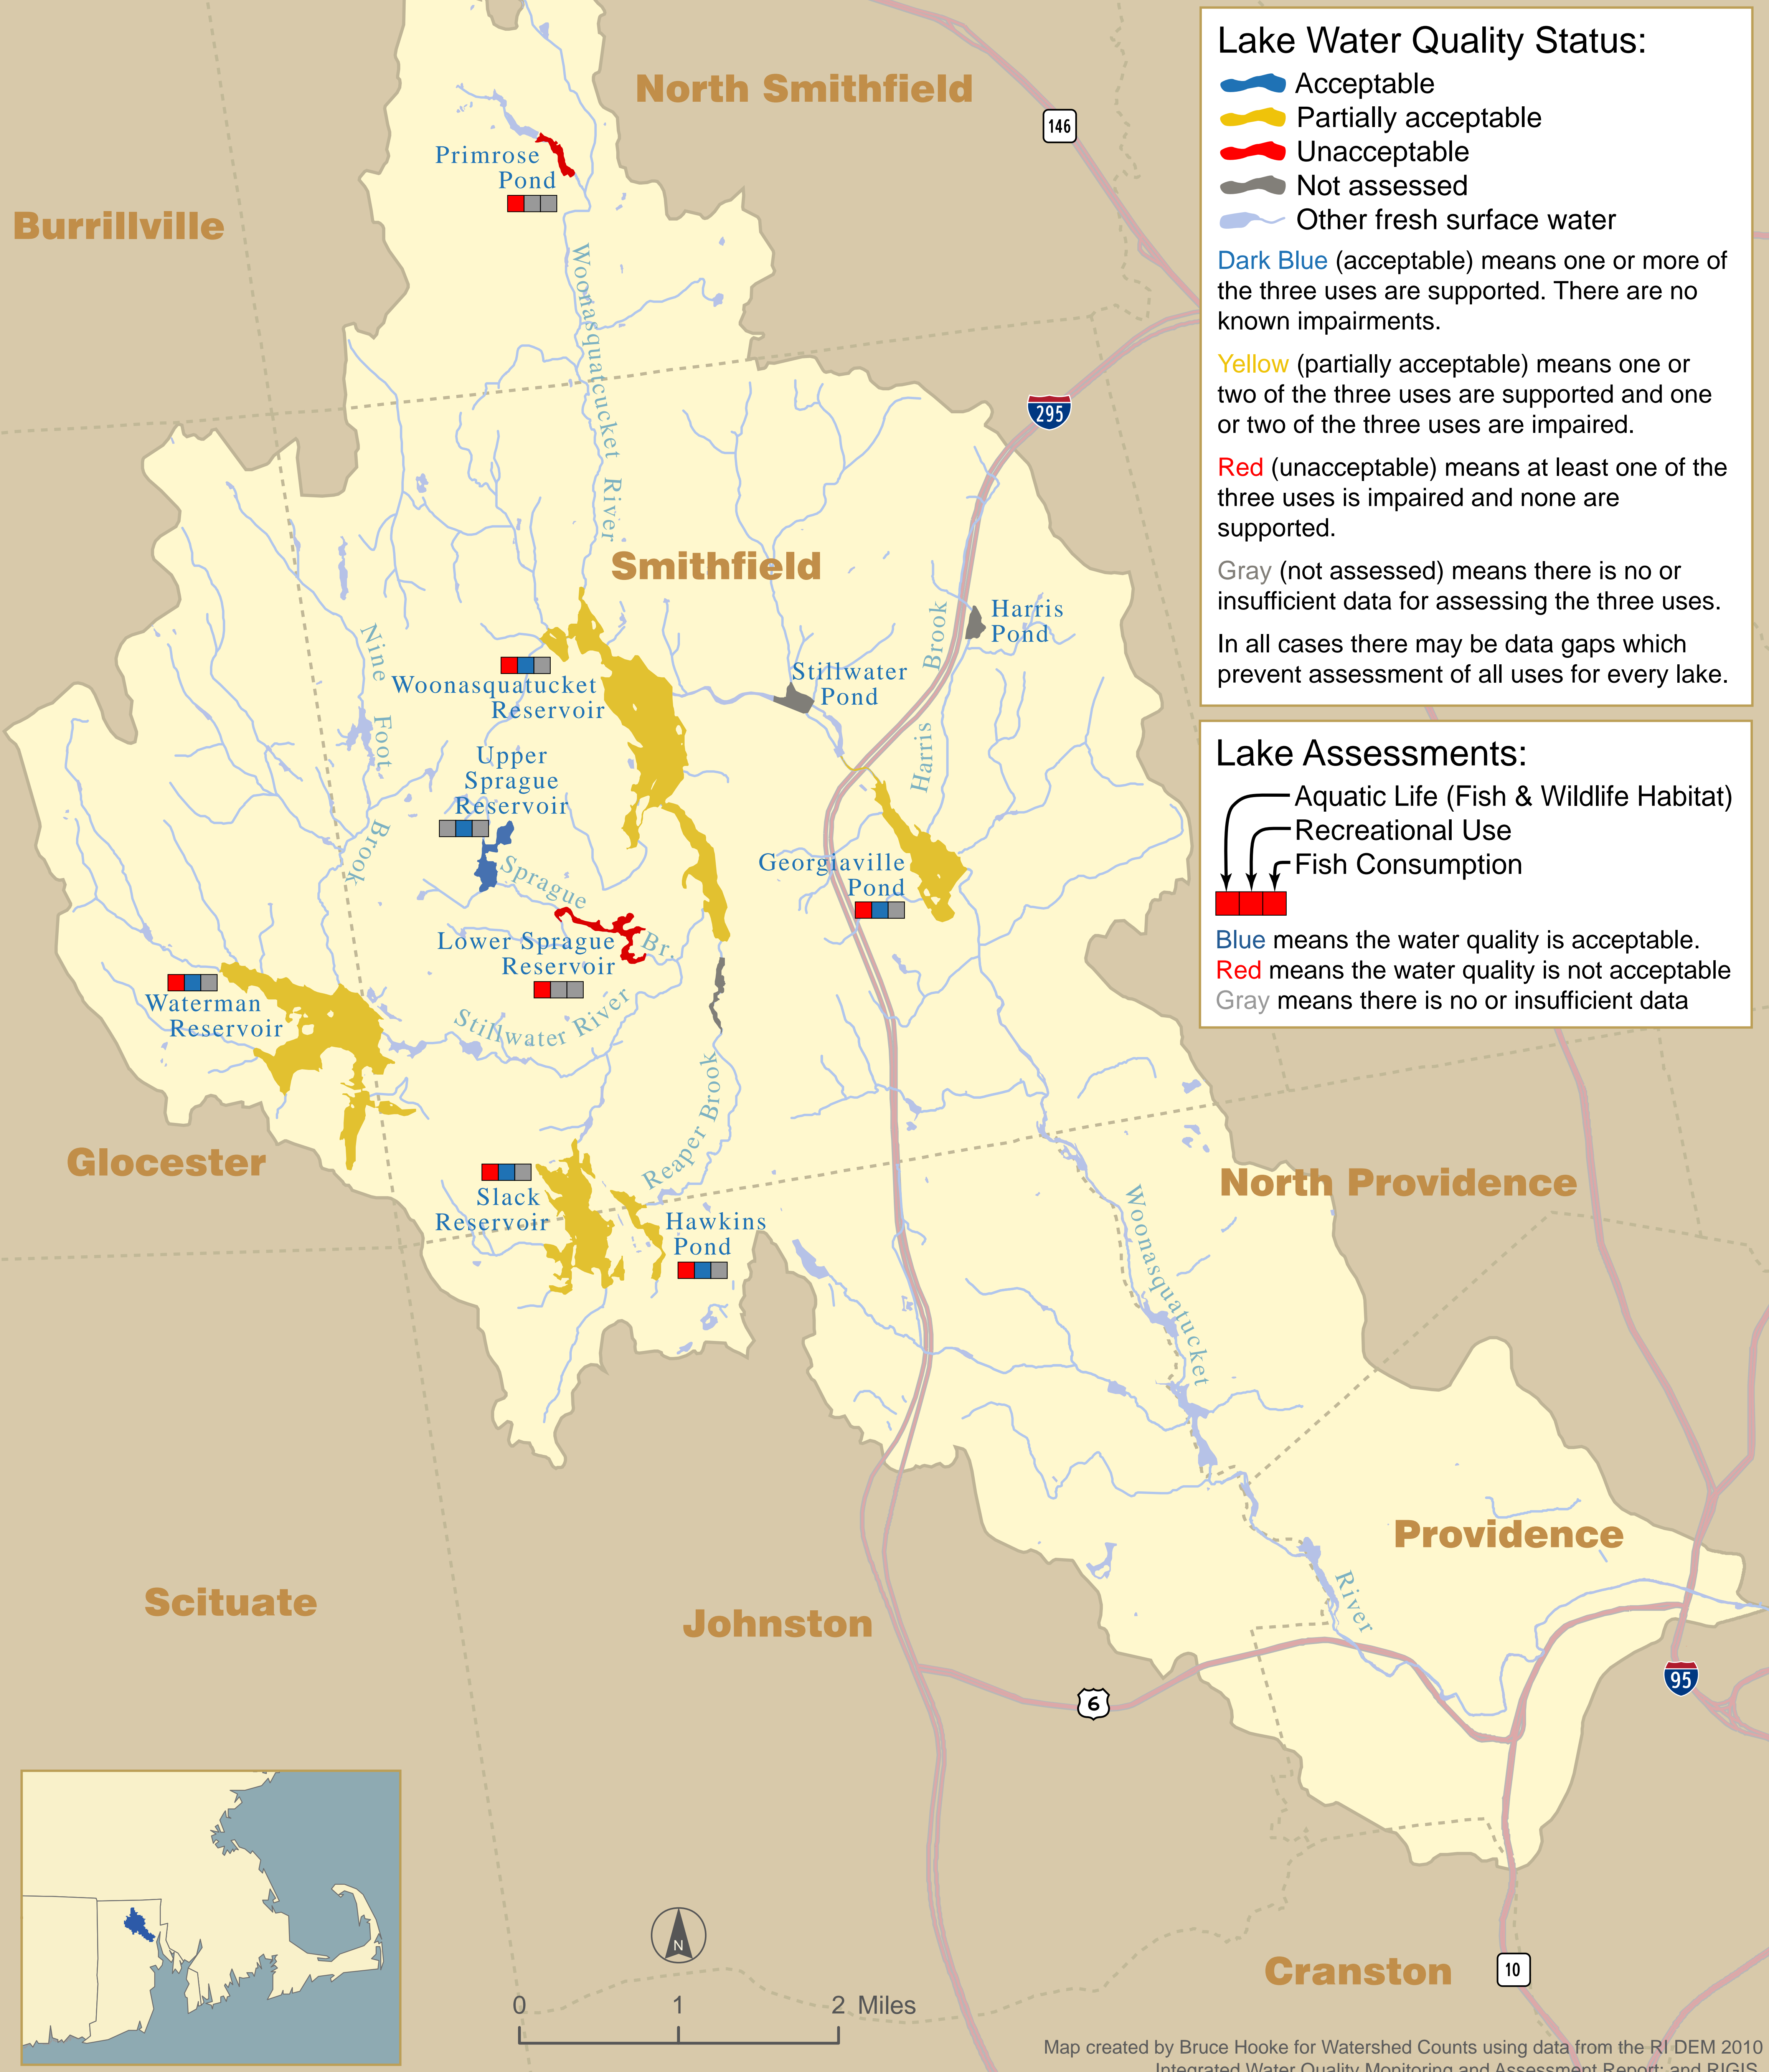 North Smithfield
146
Burrillville
Primrose
Pond
Woonasquatcucket River
295
Smithfield
Nine Foot Brook
Woonasquatucket
Reservoir
Upper
Sprague
Reservoir
Sprague Br.
Lower Sprague
Reservoir
Stillwater River
Stillwater
Pond
Harris
Pond
Harris Brook
Georgiaville
Pond
Waterman
Reservoir
Glocester
Slack
Reservoir
Reaper Brook
Hawkins
Pond
Woonasquatucket River
North Providence
Providence
Scituate
Johnston
6
95
Cranston
10
Lake Water Quality Status:
Acceptable
Partially acceptable
Unacceptable
Not assessed
Other fresh surface water
Dark Blue (acceptable) means one or more of
the three uses are supported. There are no
known impairments.
Yellow (partially acceptable) means one or
two of the three uses are supported and one
or two of the three uses are impaired.
Red (unacceptable) means at least one of the
three uses is impaired and none are
supported.
Gray (not assessed) means there is no or
insufficient data for assessing the three uses.
In all cases there may be data gaps which
prevent assessment of all uses for every lake.
Lake Assessments:
Aquatic Life (Fish & Wildlife Habitat)
Recreational Use
Fish Consumption
Blue means the water quality is acceptable.
Red means the water quality is not acceptable
Gray means there is no or insufficient data
N
0 1 2 Miles
Map created by Bruce Hooke for Watershed Counts using data from the RI DEM 2010
Integrated Water Quality Monitoring and Assessment Report; and RIGIS.